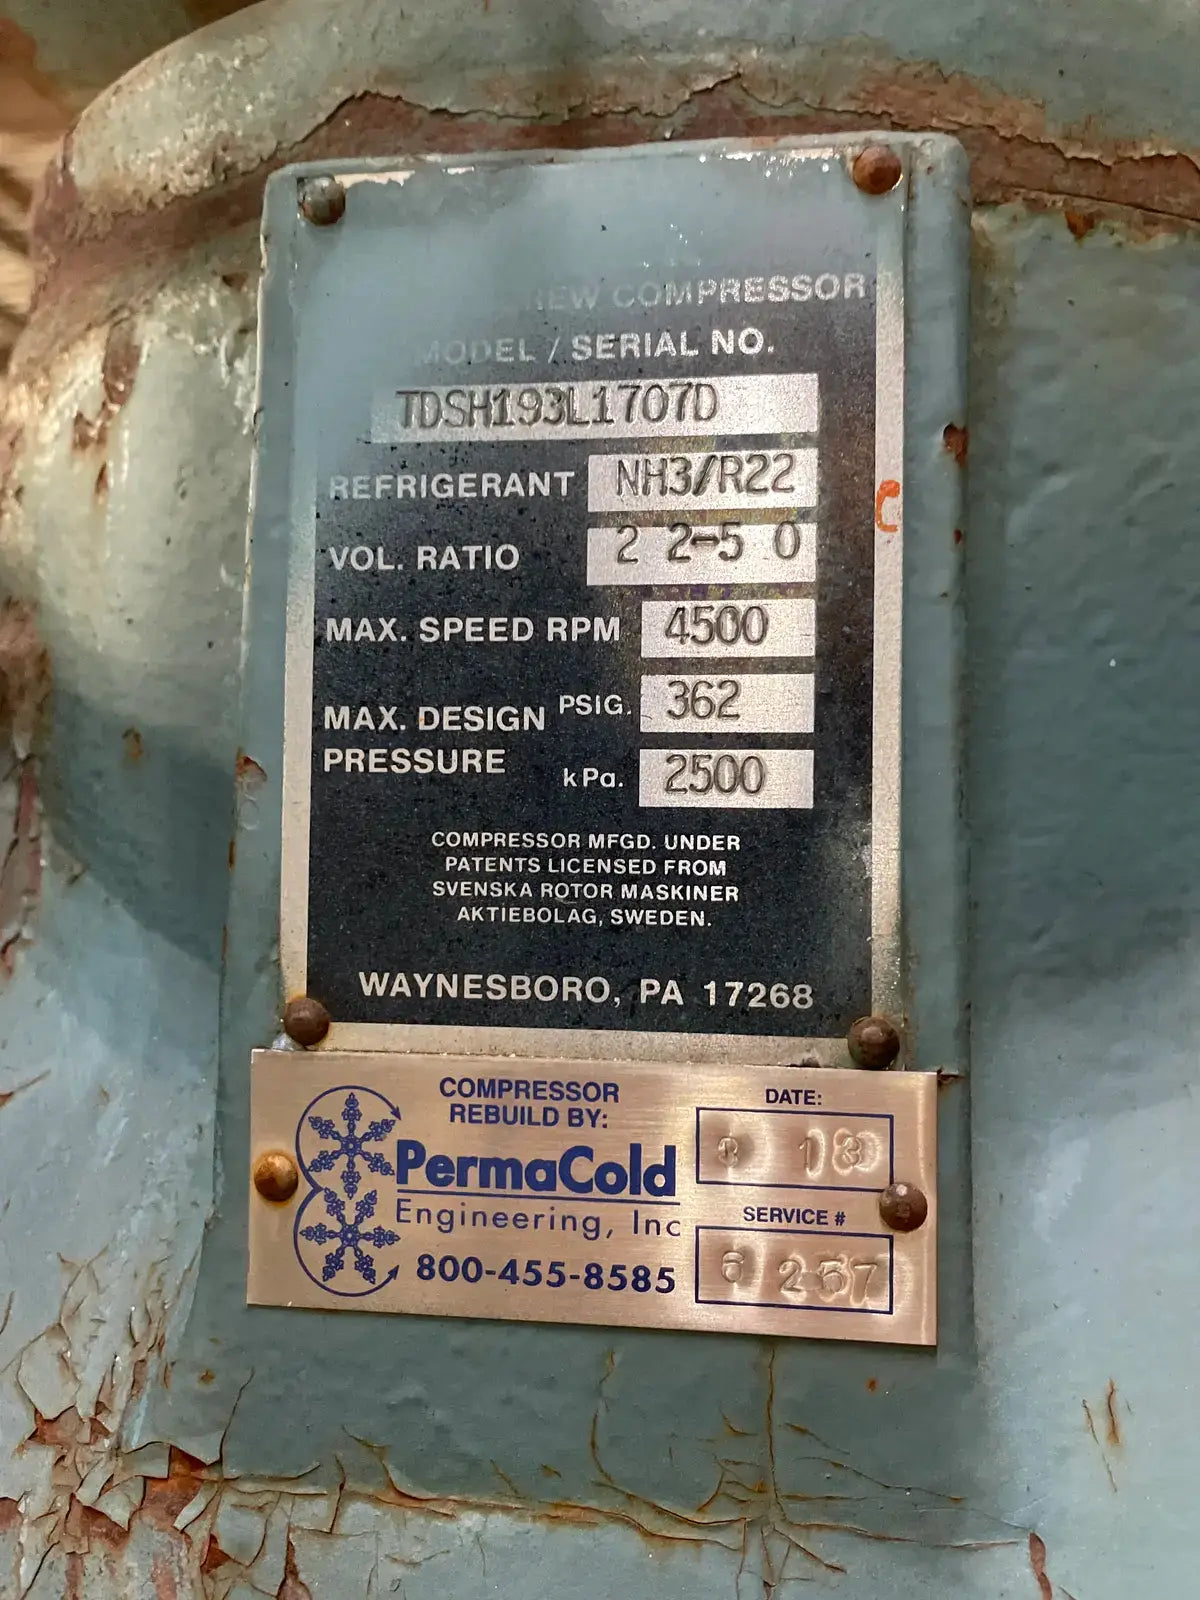 COMPRESSOR
MODEL / SERIAL NO.
TDSH193L1707D
REFRIGERANT NH3/R22
VOL. RATIO 2 2-5 0
MAX. SPEED RPM 4500
MAX. DESIGN PRESSURE PSIG. 362
kPa. 2500
COMPRESSOR MFGD. UNDER
PATENTS LICENSED FROM
SVENSKA ROTOR MASKINER
AKTIEBOLAG, SWEDEN.
WAYNESBORO, PA 17268
COMPRESSOR
REBUILD BY:
PermaCold
Engineering, Inc
800-455-8585
DATE:
13
SERVICE #
6 257